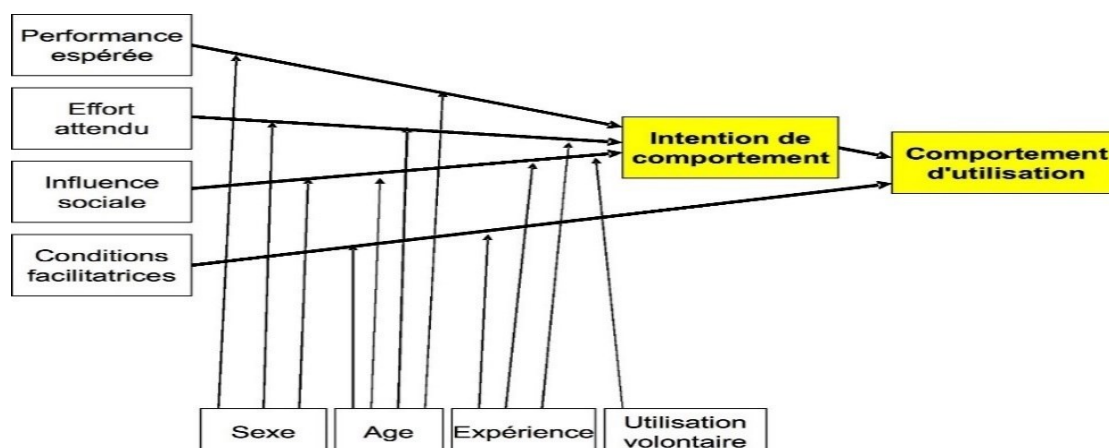 Performance
espérée
Effort
attendu
Influence
sociale
Conditions
facilitatrices
Intention de
comportement
Comportement
d'utilisation
Sexe
Age
Expérience
Utilisation
volontaire